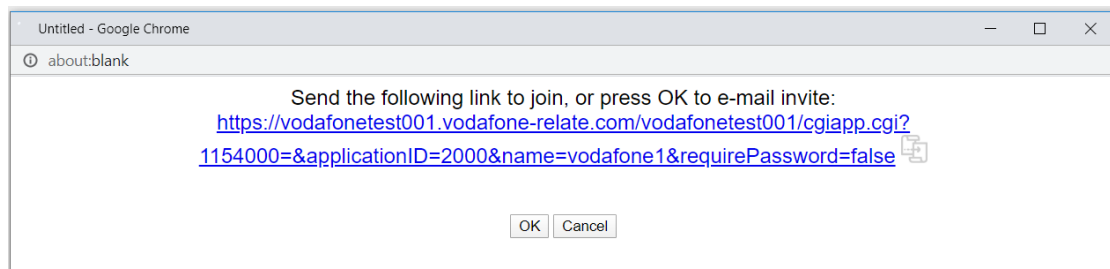 Untitled - Google Chrome
about:blank
Send the following link to join, or press OK to e-mail invite:
https://vodafonetest001.vodafone-relate.com/vodafonetest001/cgiapp.cgi?
1154000=&applicationID=2000&name=vodafone1&requirePassword=false
OK Cancel